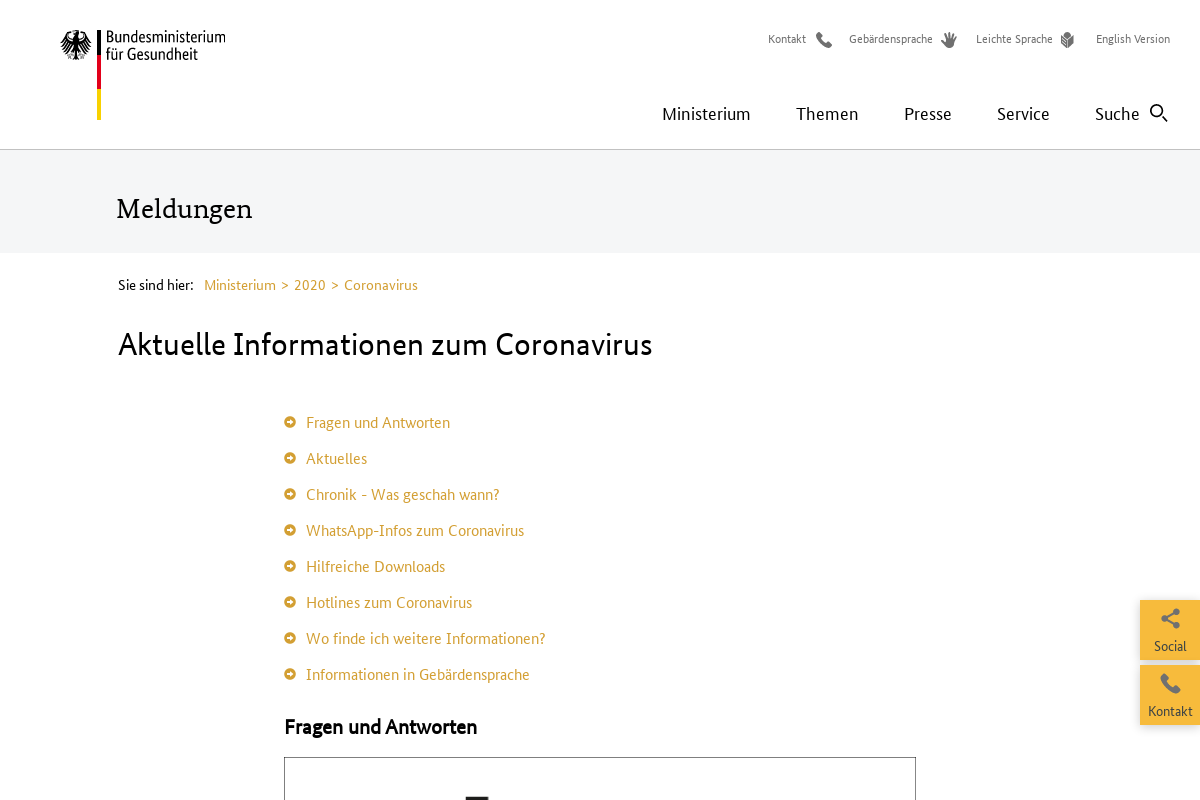 Bundesministerium
für Gesundheit
Kontakt
Gebärdensprache
Leichte Sprache
English Version
Ministerium
Themen
Presse
Service
Suche
Meldungen
Sie sind hier: Ministerium > 2020 > Coronavirus
Aktuelle Informationen zum Coronavirus
Fragen und Antworten
Aktuelles
Chronik - Was geschah wann?
WhatsApp-Infos zum Coronavirus
Hilfreiche Downloads
Hotlines zum Coronavirus
Wo finde ich weitere Informationen?
Informationen in Gebärdensprache
Social
Kontakt
Fragen und Antworten